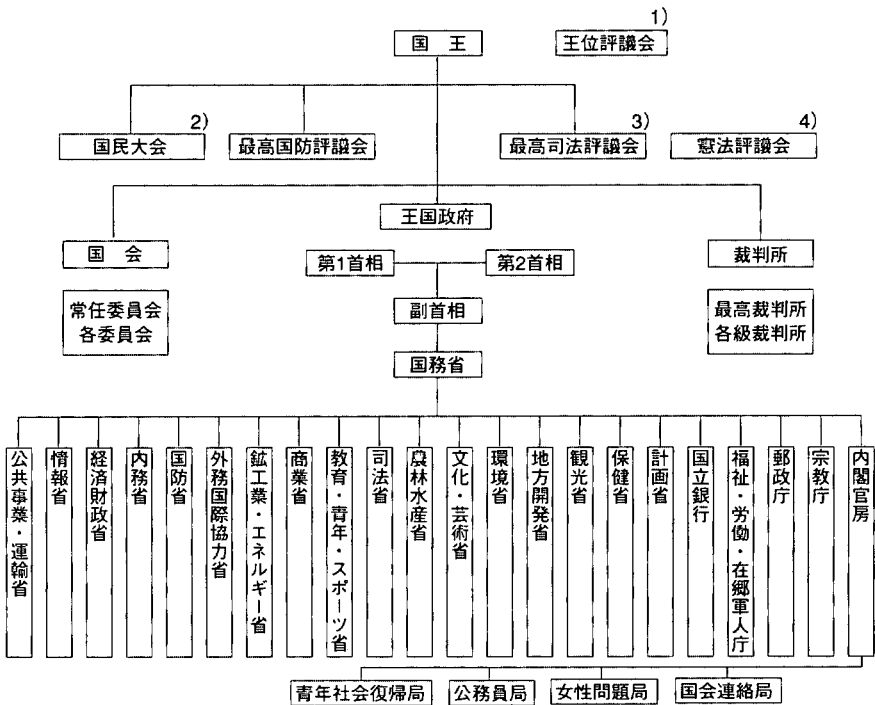 1)
国 王
王位評議会
2)
国民大会
最高国防評議会
3)
最高司法評議会
4)
憲法評議会
王国政府
国 会
第1首相
第2首相
裁判所
常任委員会
各委員会
副首相
最高裁判所
各級裁判所
国務省
公共事業・運輸省
情報省
経済財政省
内務省
国防省
外務国際協力省
鉱工業・エネルギー省
商業省
教育・青年・スポーツ省
司法省
農林水産省
文化・芸術省
環境省
地方開発省
観光省
保健省
計画省
国立銀行
福祉・労働・在郷軍人庁
郵政庁
宗教庁
内閣官房
青年社会復帰局
公務員局
女性問題局
国会連絡局